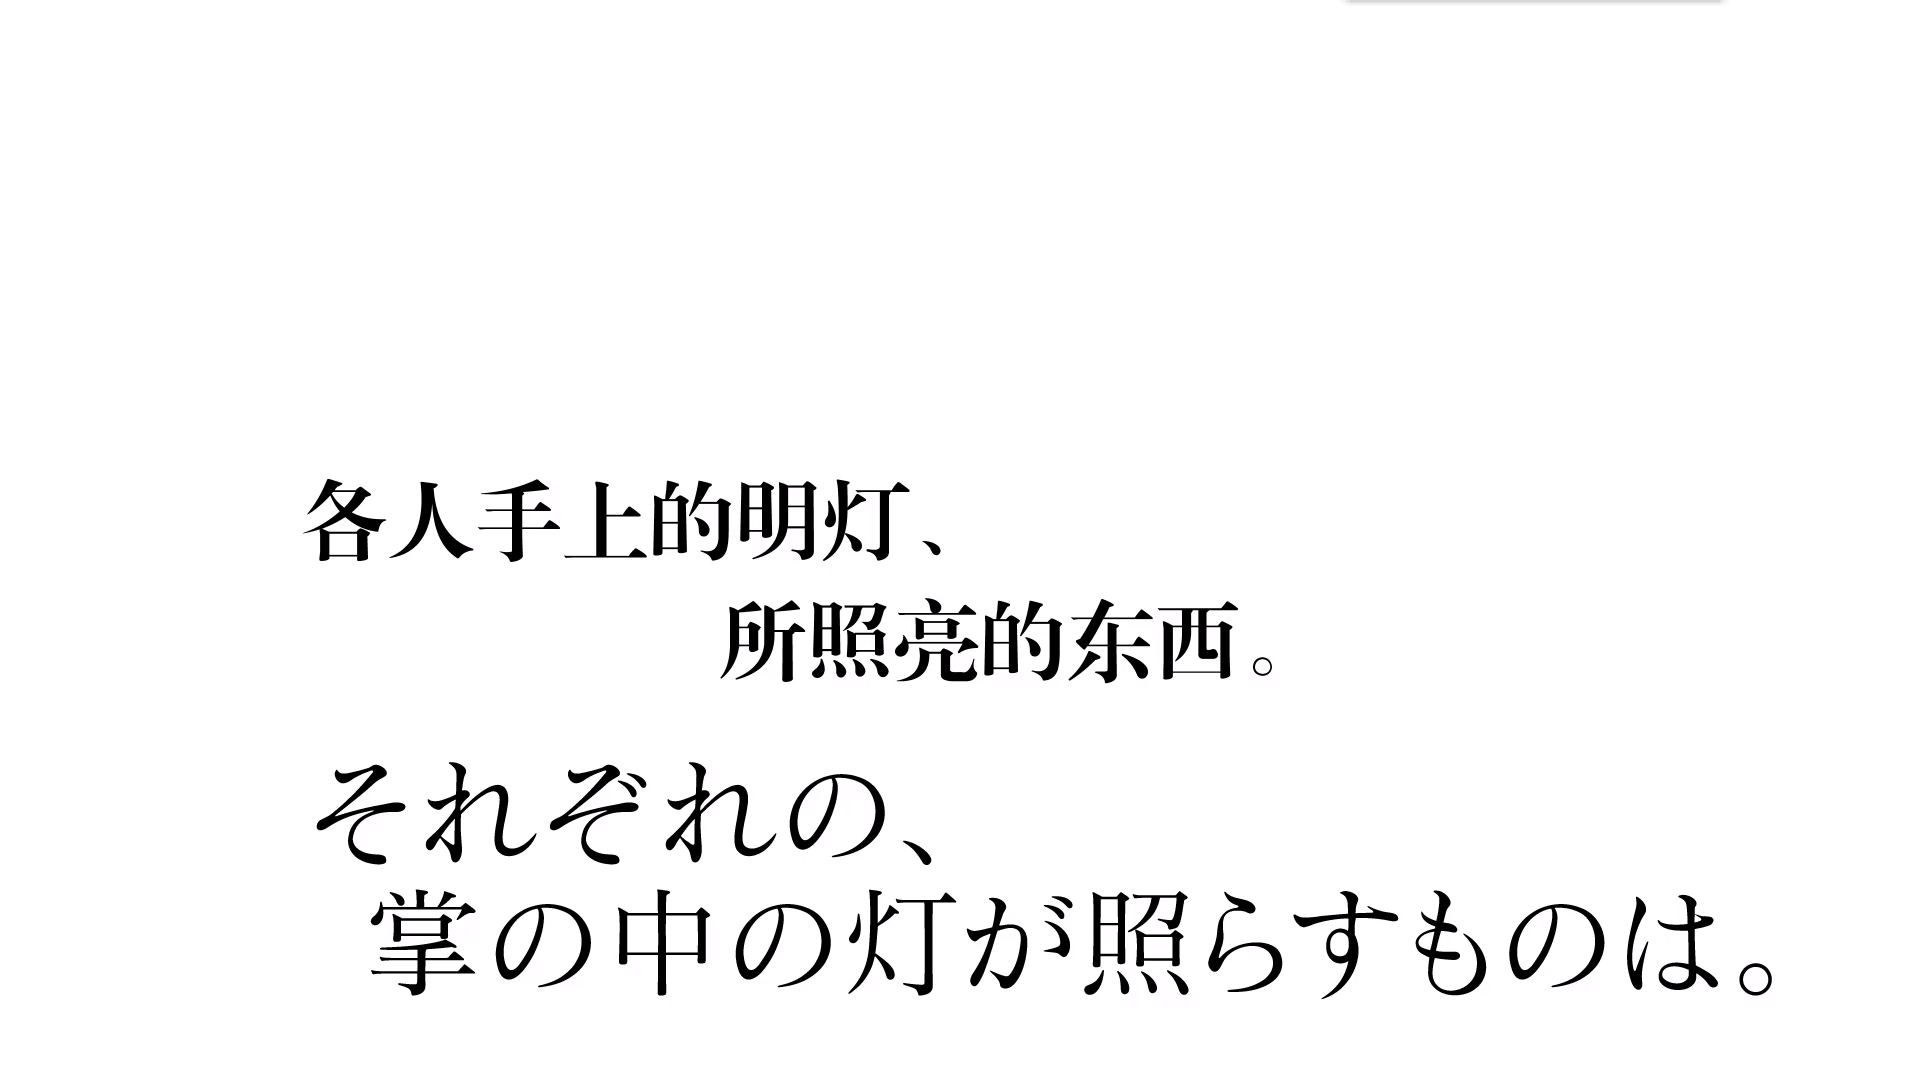 各人手上的明灯、
所照亮的东西。
それぞれの、
掌の中の灯が照らすものは。